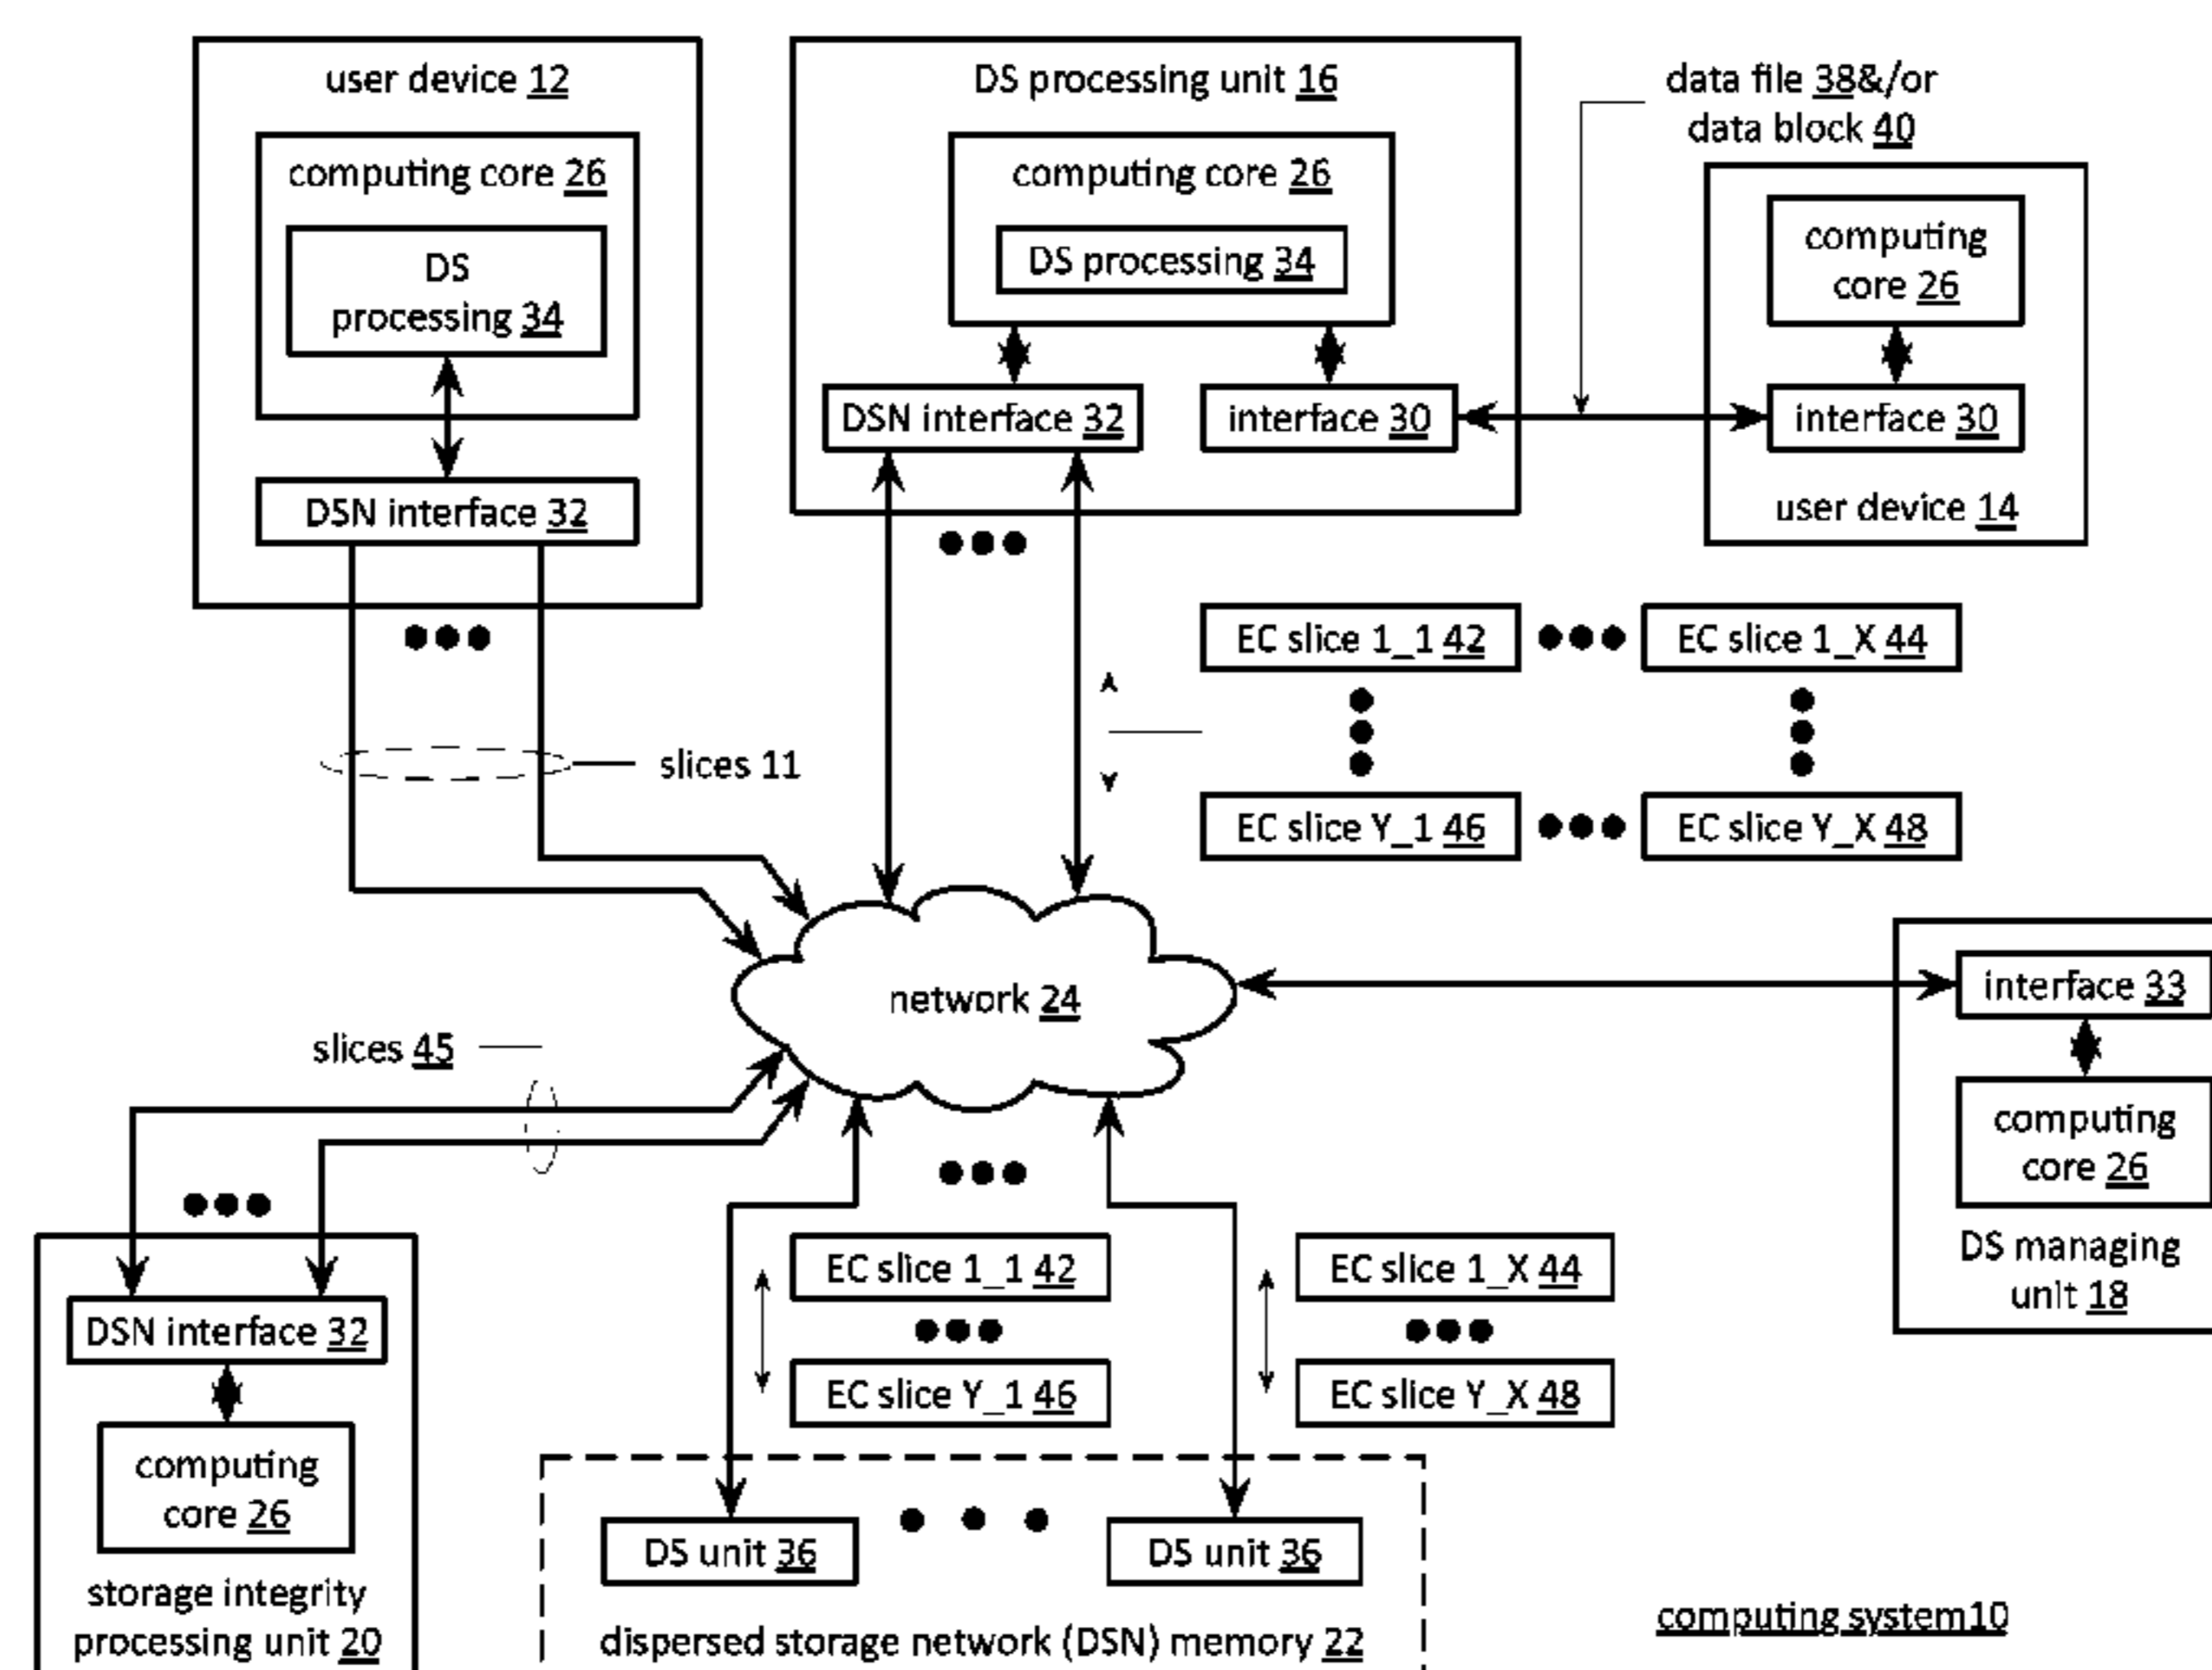 user device 12
computing core 26
DS
processing 34
DSN interface 32
DS processing unit 16
computing core 26
DS processing 34
DSN interface 32
interface 30
data file 38&/or
data block 40
computing
core 26
interface 30
user device 14
EC slice 1_1 42
EC slice 1_X 44
EC slice Y_1 46
EC slice Y_X 48
slices 11
network 24
interface 33
computing
core 26
DS managing
unit 18
slices 45
DSN interface 32
computing
core 26
storage integrity
processing unit 20
EC slice 1_1 42
EC slice Y_1 46
EC slice 1_X 44
EC slice Y_X 48
DS unit 36
DS unit 36
dispersed storage network (DSN) memory 22
computing system10